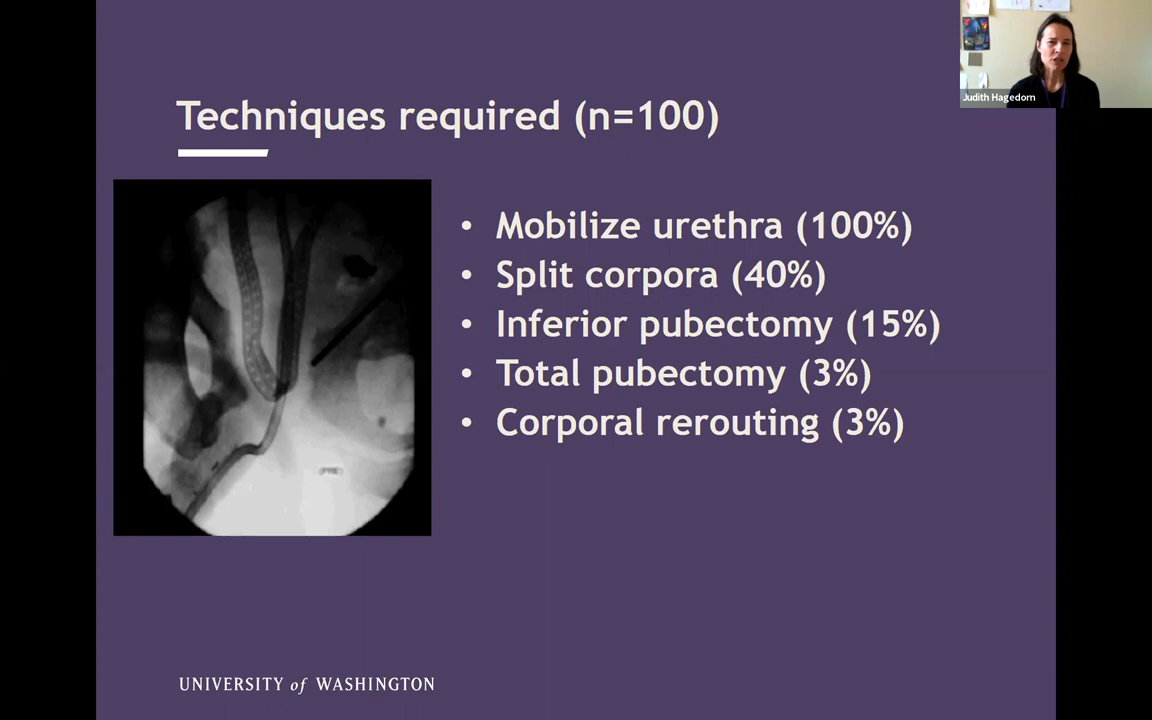 Judith Hagedorn
Techniques required (n=100)
• Mobilize urethra (100%)
• Split corpora (40%)
• Inferior pubectomy (15%)
• Total pubectomy (3%)
• Corporal rerouting (3%)
UNIVERSITY of WASHINGTON